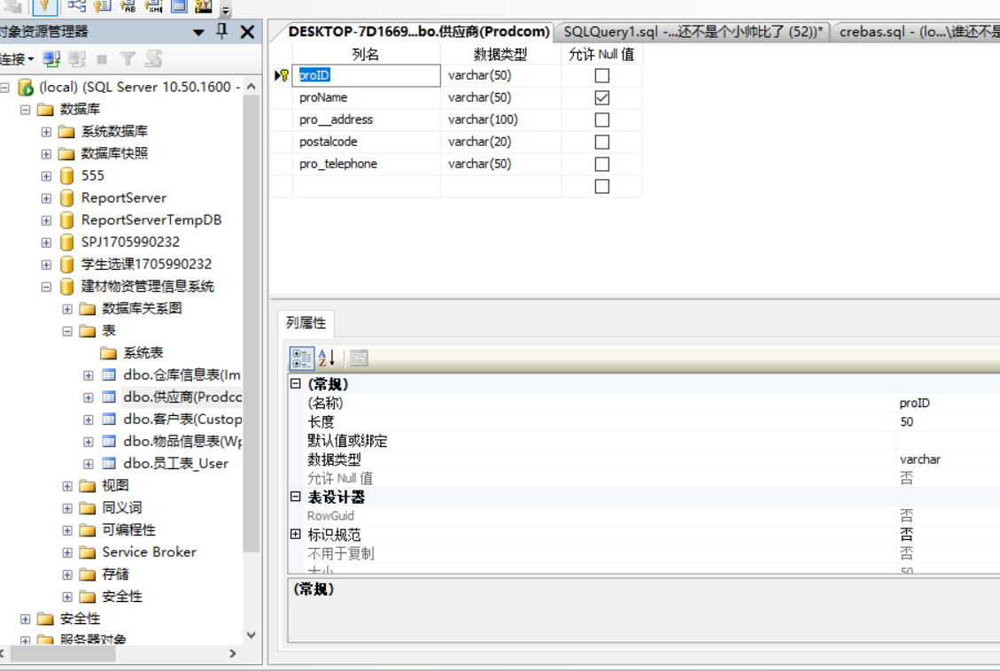 对象资源管理器
连接
(local) (SQL Server 10.50.1600 -
数据库
系统数据库
数据库快照
555
ReportServer
ReportServerTempDB
SPJ1705990232
学生选课1705990232
建材物资管理信息系统
数据库关系图
表
系统表
dbo.仓库信息表(Im
dbo.供应商(Prodco
dbo.客户表(Custop
dbo.物品信息表(Wp
dbo.员工表_User
视图
同义词
可编程性
Service Broker
存储
安全性
安全性
服务器对象
DESKTOP-7D1669...bo.供应商(Prodcom)
SQLQuery1.sql -...还不是个小帅比了 (52))*
crebas.sql - (lo...\谁还不是
列名 数据类型 允许 Null 值
proID varchar(50)
proName varchar(50)
pro__address varchar(100)
postalcode varchar(20)
pro_telephone varchar(50)
列属性
(常规)
(名称) proID
长度 50
默认值或绑定
数据类型 varchar
允许 Null 值 否
表设计器
RowGuid 否
标识规范 否
不用于复制 否
大小 50
(常规)